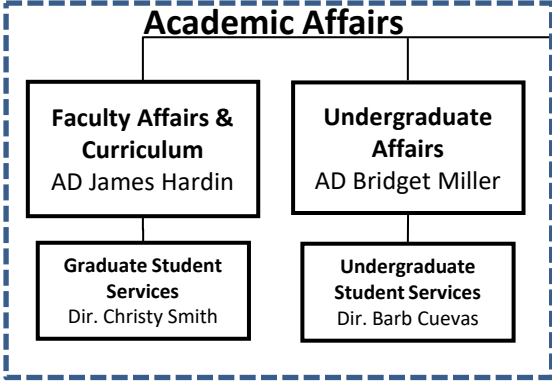 Academic Affairs
Faculty Affairs &
Curriculum
AD James Hardin
Undergraduate
Affairs
AD Bridget Miller
Graduate Student
Services
Dir. Christy Smith
Undergraduate
Student Services
Dir. Barb Cuevas